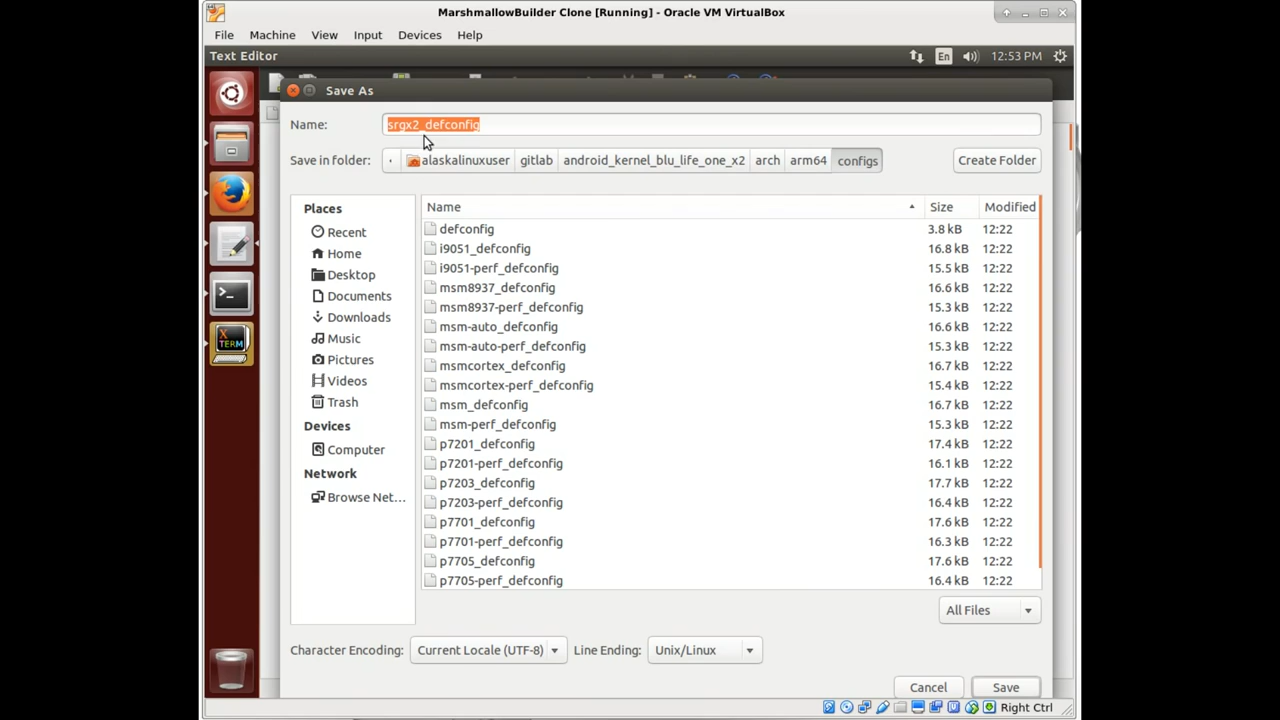 MarshmallowBuilder Clone [Running] - Oracle VM VirtualBox
File Machine View Input Devices Help
Text Editor En 12:53 PM
Save As
Name: srgx2_defconfig
Save in folder: alaskalinuxuser gitlab android_kernel_blu_life_one_x2 arch arm64 configs Create Folder
Places
Recent
Home
Desktop
Documents
Downloads
Music
Pictures
Videos
Trash
Devices
Computer
Network
Browse Net...
Name Size Modified
defconfig 3.8 kB 12:22
i9051_defconfig 16.8 kB 12:22
i9051-perf_defconfig 15.5 kB 12:22
msm8937_defconfig 16.6 kB 12:22
msm8937-perf_defconfig 15.3 kB 12:22
msm-auto_defconfig 16.6 kB 12:22
msm-auto-perf_defconfig 15.3 kB 12:22
msmcortex_defconfig 16.7 kB 12:22
msmcortex-perf_defconfig 15.4 kB 12:22
msm_defconfig 16.7 kB 12:22
msm-perf_defconfig 15.3 kB 12:22
p7201_defconfig 17.4 kB 12:22
p7201-perf_defconfig 16.1 kB 12:22
p7203_defconfig 17.7 kB 12:22
p7203-perf_defconfig 16.4 kB 12:22
p7701_defconfig 17.6 kB 12:22
p7701-perf_defconfig 16.3 kB 12:22
p7705_defconfig 17.6 kB 12:22
p7705-perf_defconfig 16.4 kB 12:22
All Files
Character Encoding: Current Locale (UTF-8) Line Ending: Unix/Linux
Cancel Save
Right Ctrl
X
TERM
>_